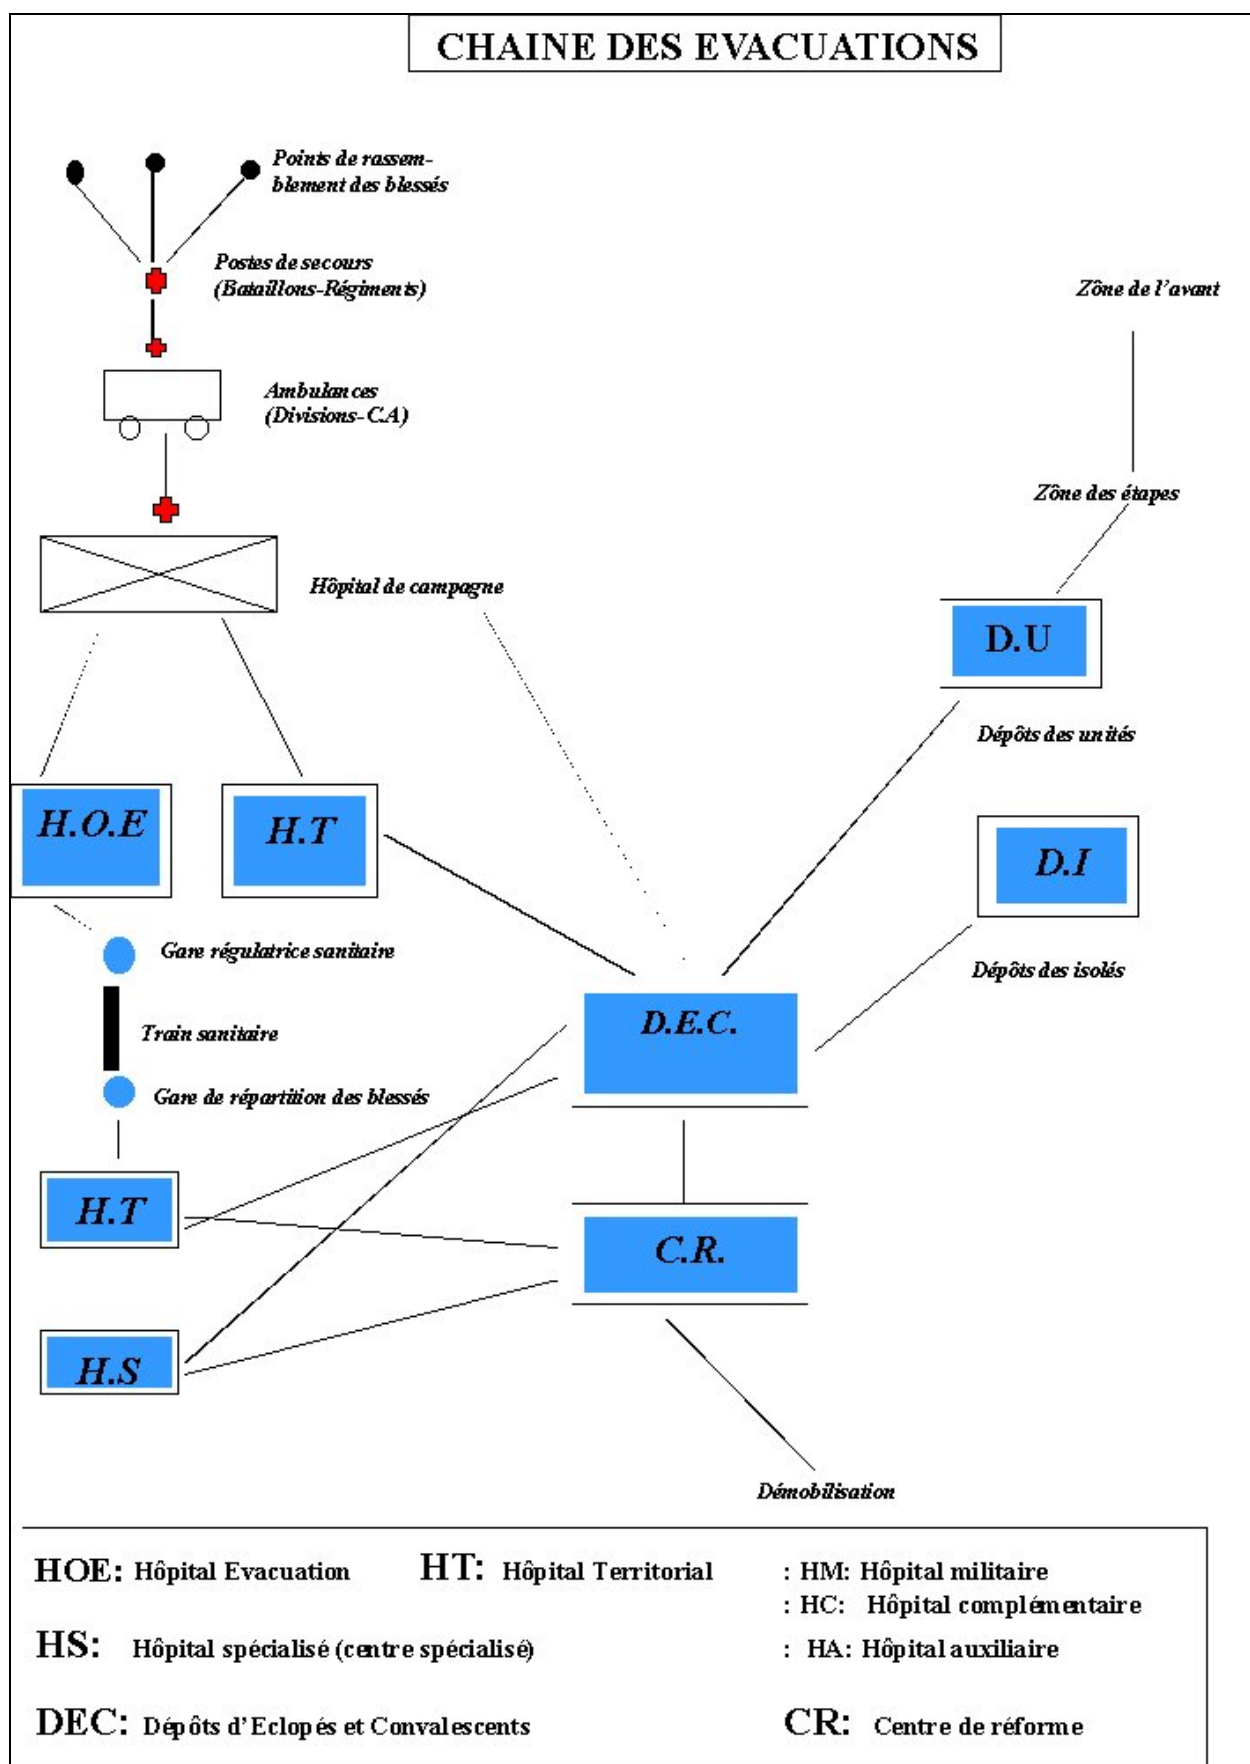 CHAINE DES EVACUATIONS
Points de rassem-
blement des blessés
Postes de secours
(Bataillons-Régiments)
Zône de l'avant
Ambulances
(Divisions-C.A)
Zône des étapes
Hôpital de campagne
D.U
Dépôts des unités
H.O.E
H.T
D.I
Gare régulatrice sanitaire
Dépôts des isolés
D.E.C.
Train sanitaire
Gare de répartition des blessés
H.T
C.R.
H.S
Démobilisation
HOE: Hôpital Evacuation HT: Hôpital Territorial : HM: Hôpital militaire
: HC: Hôpital complémentaire
HS: Hôpital spécialisé (centre spécialisé) : HA: Hôpital auxiliaire
DEC: Dépôts d'Eclopés et Convalescents CR: Centre de réforme